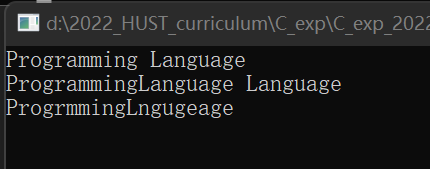 d:\2022_HUST_curriculum\C_exp\C_exp_2022
Programming Language
ProgrammingLanguage Language
ProgrmmingLngugeage